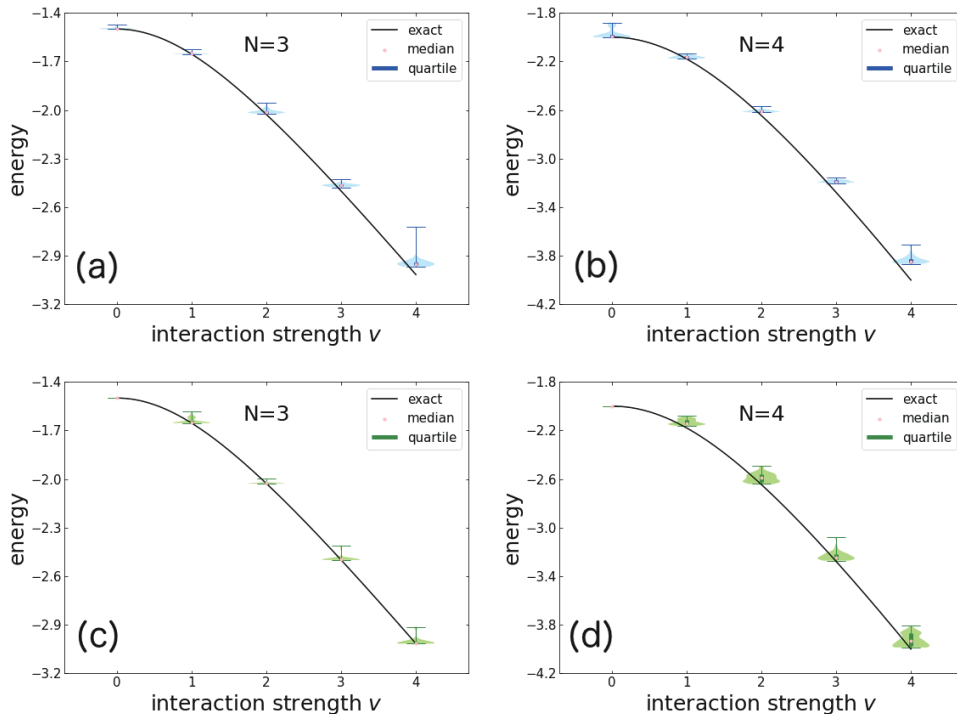 −1.4
−1.7
−2.0
−2.3
−2.6
−2.9
−3.2
energy
0 1 2 3 4
interaction strength v
N=3
exact
median
quartile
(a)
−1.8
−2.2
−2.6
−3.0
−3.4
−3.8
−4.2
energy
0 1 2 3 4
interaction strength v
N=4
exact
median
quartile
(b)
−1.4
−1.7
−2.0
−2.3
−2.6
−2.9
−3.2
energy
0 1 2 3 4
interaction strength v
N=3
exact
median
quartile
(c)
−1.8
−2.2
−2.6
−3.0
−3.4
−3.8
−4.2
energy
0 1 2 3 4
interaction strength v
N=4
exact
median
quartile
(d)